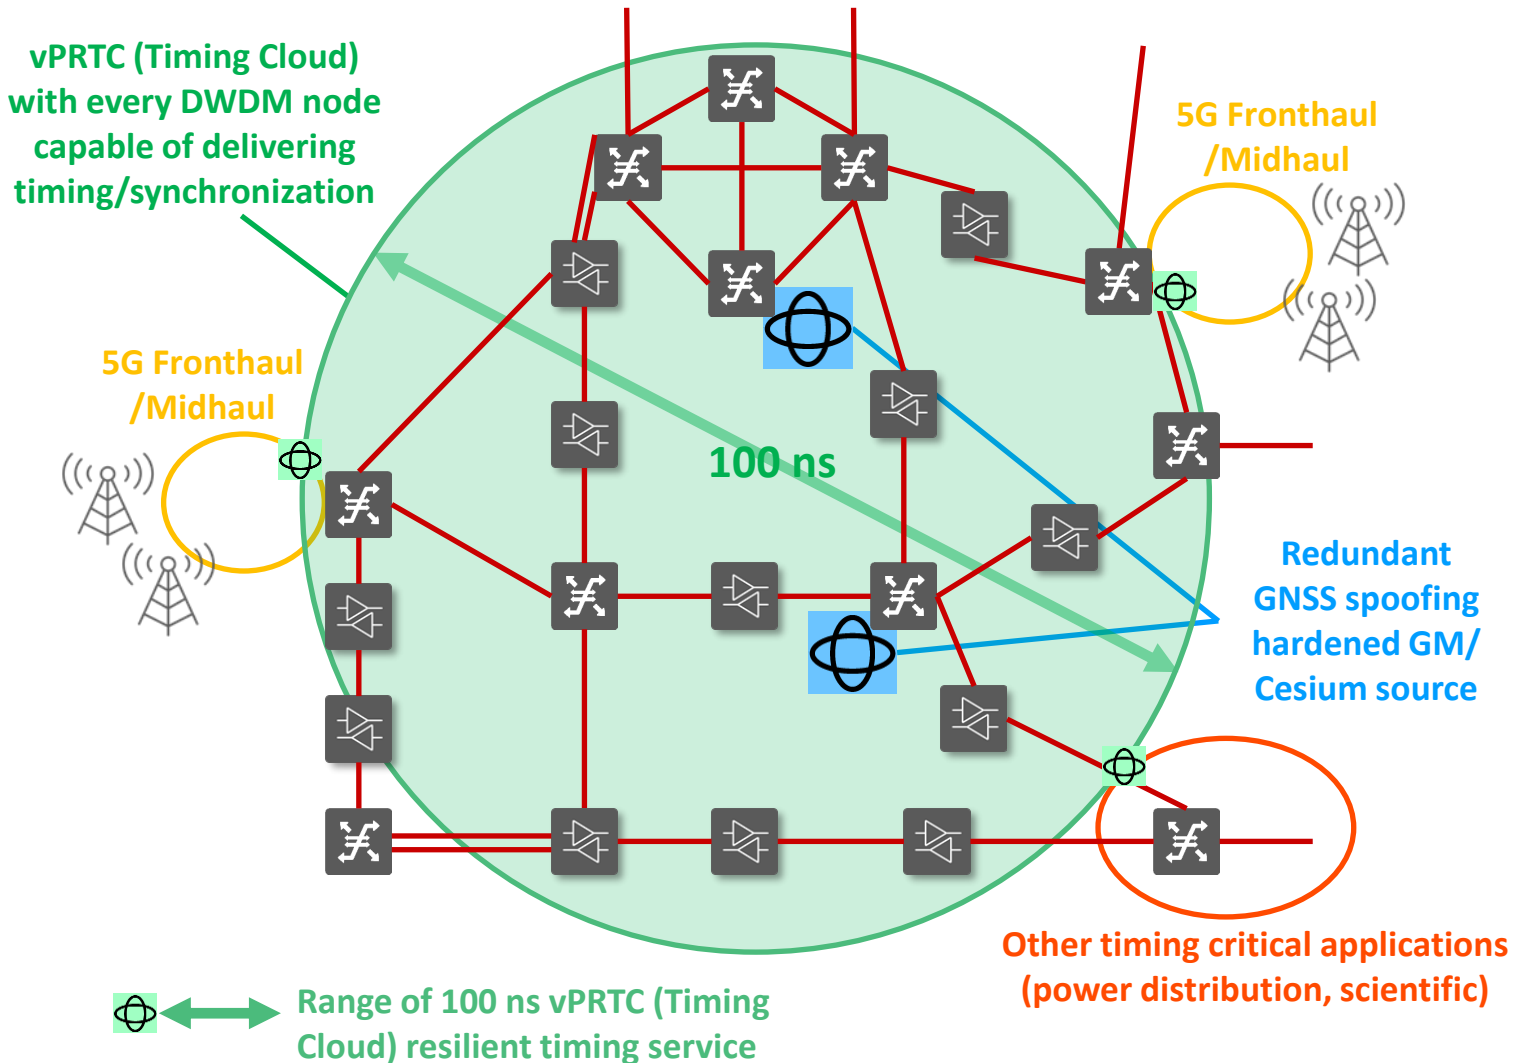 vPRTC (Timing Cloud)
with every DWDM node
capable of delivering
timing/synchronization
5G Fronthaul
/Midhaul
5G Fronthaul
/Midhaul
100 ns
Redundant
GNSS spoofing
hardened GM/
Cesium source
Other timing critical applications
(power distribution, scientific)
Range of 100 ns vPRTC (Timing
Cloud) resilient timing service